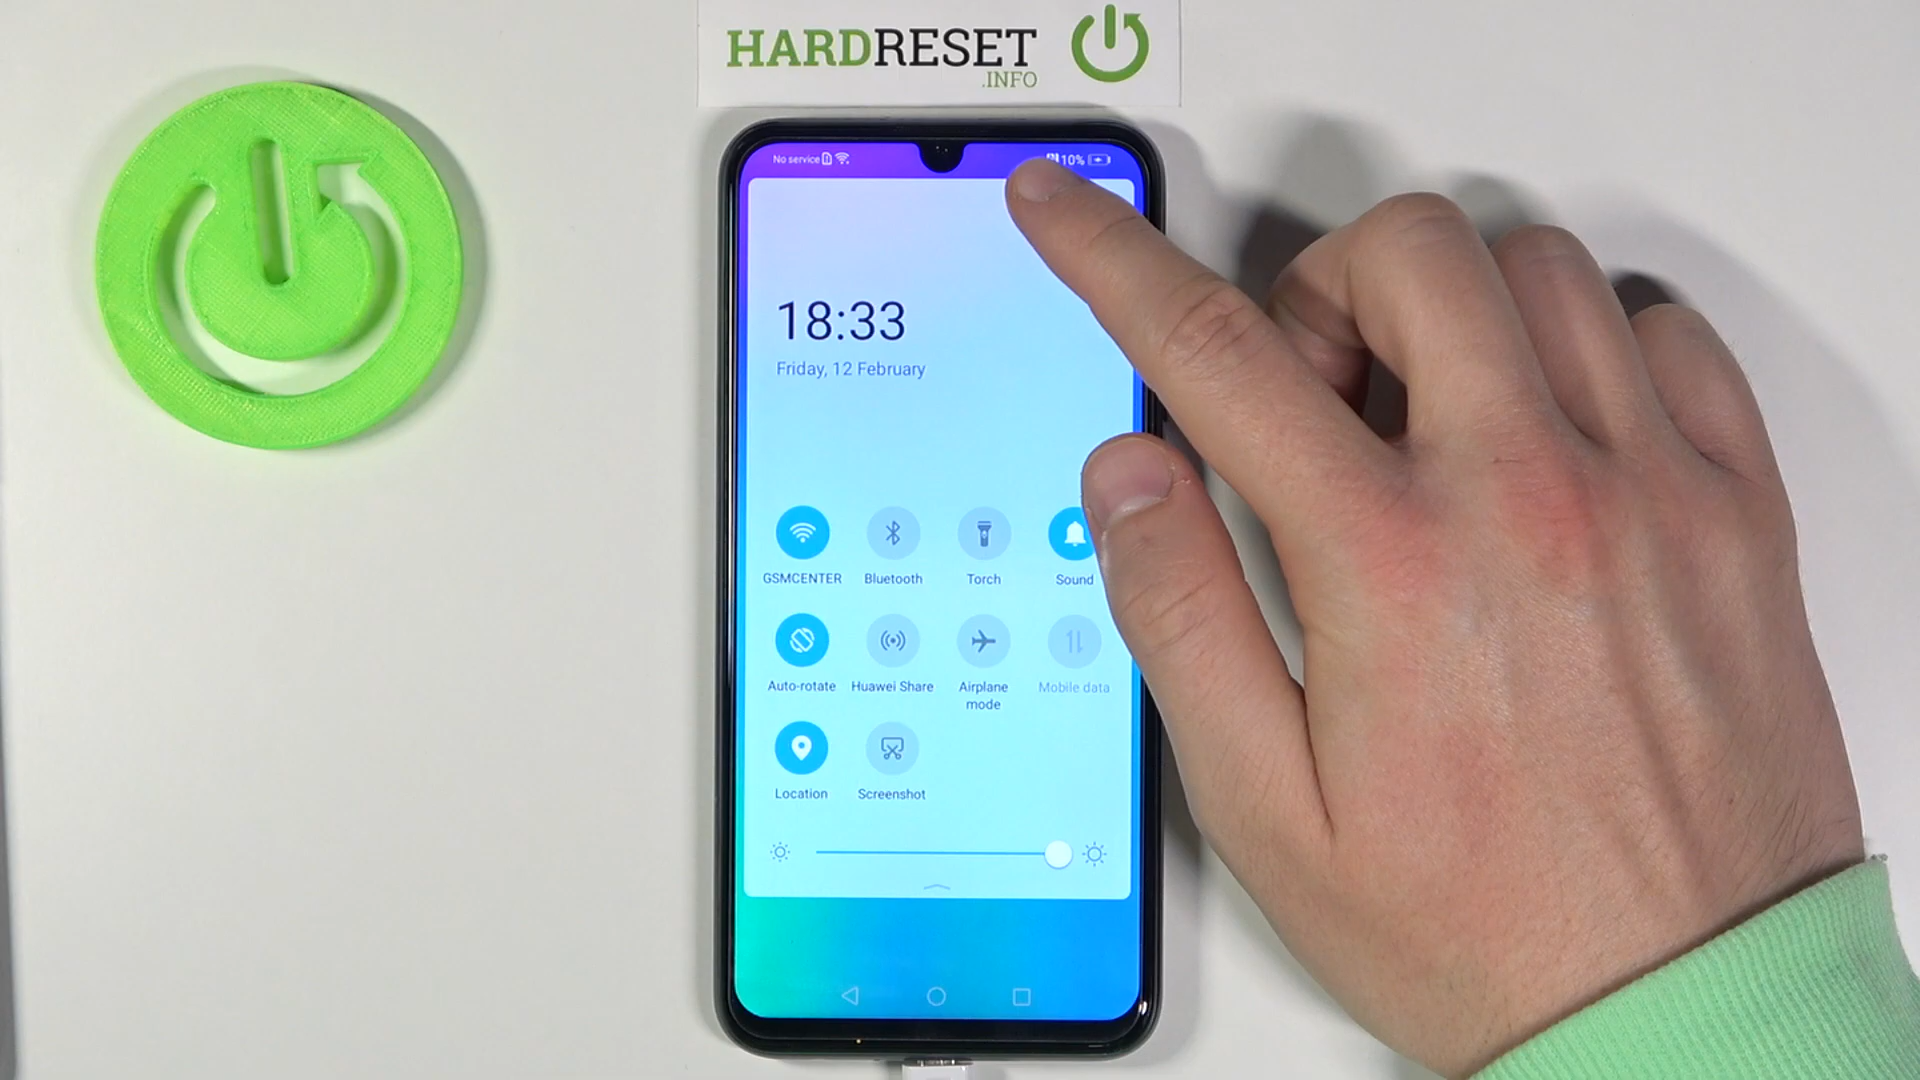 HARDRESET
.INFO
No service 10%
18:33
Friday, 12 February
GSMCENTER Bluetooth Torch Sound
Auto-rotate Huawei Share Airplane mode Mobile data
Location Screenshot